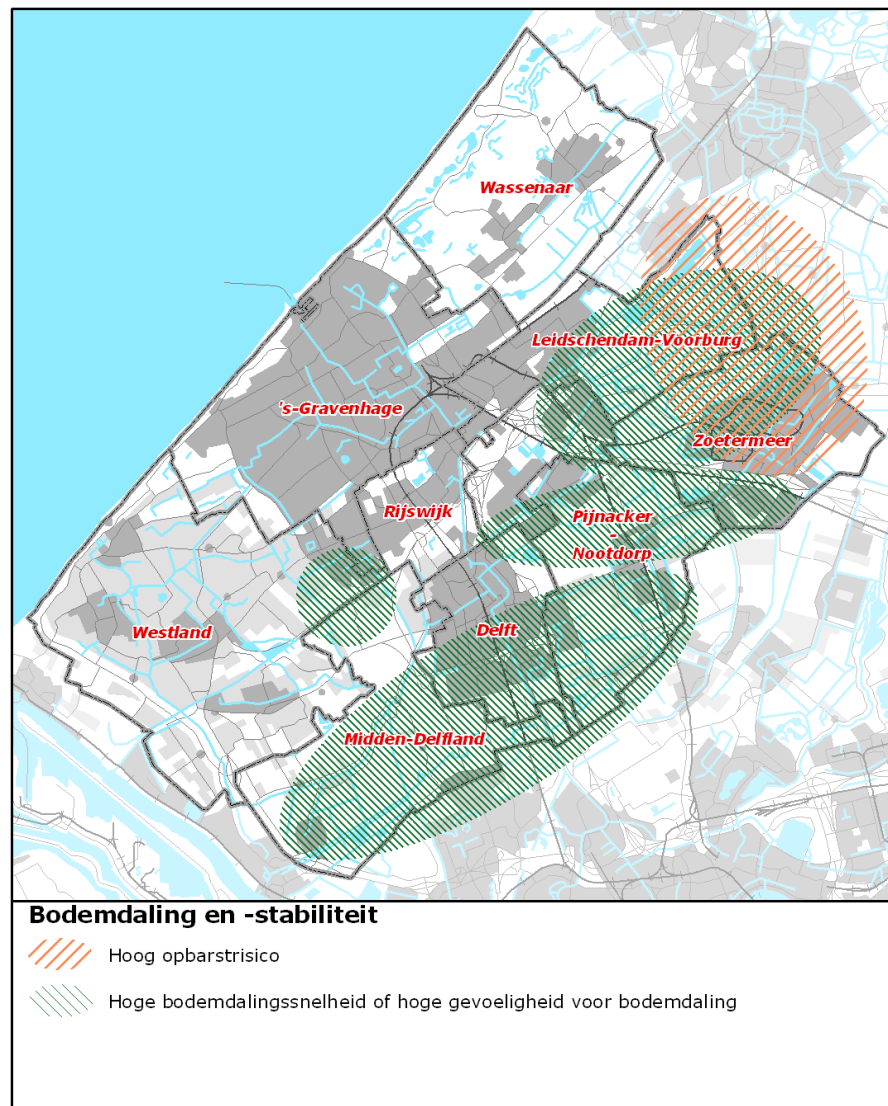 Wassenaar
Leidschendam-Voorburg
's-Gravenhage
Zoetermeer
Rijswijk
Pijnacker
-
Nootdorp
Westland
Delft
Midden-Delfland
Bodemdaling en -stabiliteit
Hoog opbarstrisico
Hoge bodemdalingssnelheid of hoge gevoeligheid voor bodemdaling